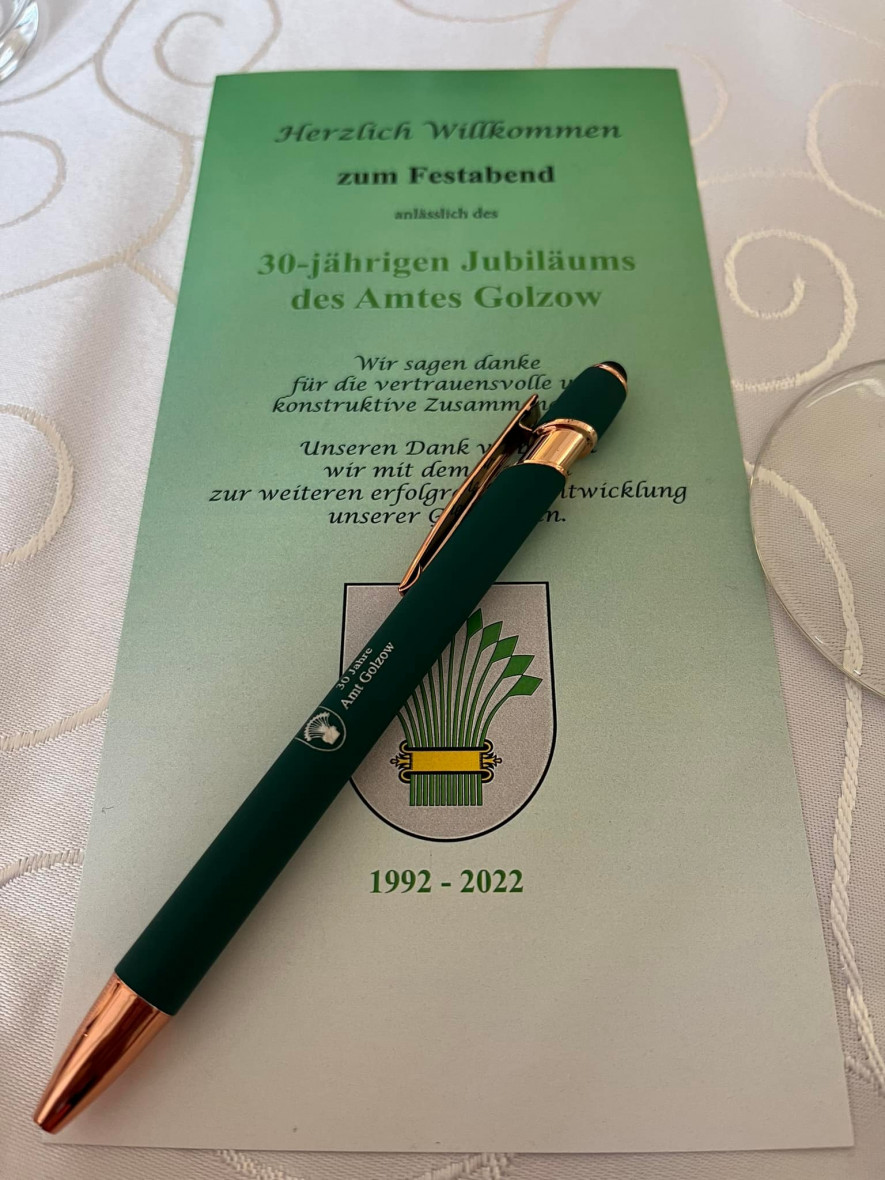 Herzlich Willkommen
zum Festabend
anlässlich des
30-jährigen Jubiläums
des Amtes Golzow
Wir sagen danke
für die vertrauensvolle
konstruktive
Unseren Dank
wir mit dem
zur weiteren
unserer
30 Jahre
Amt Golzow
1992 - 2022